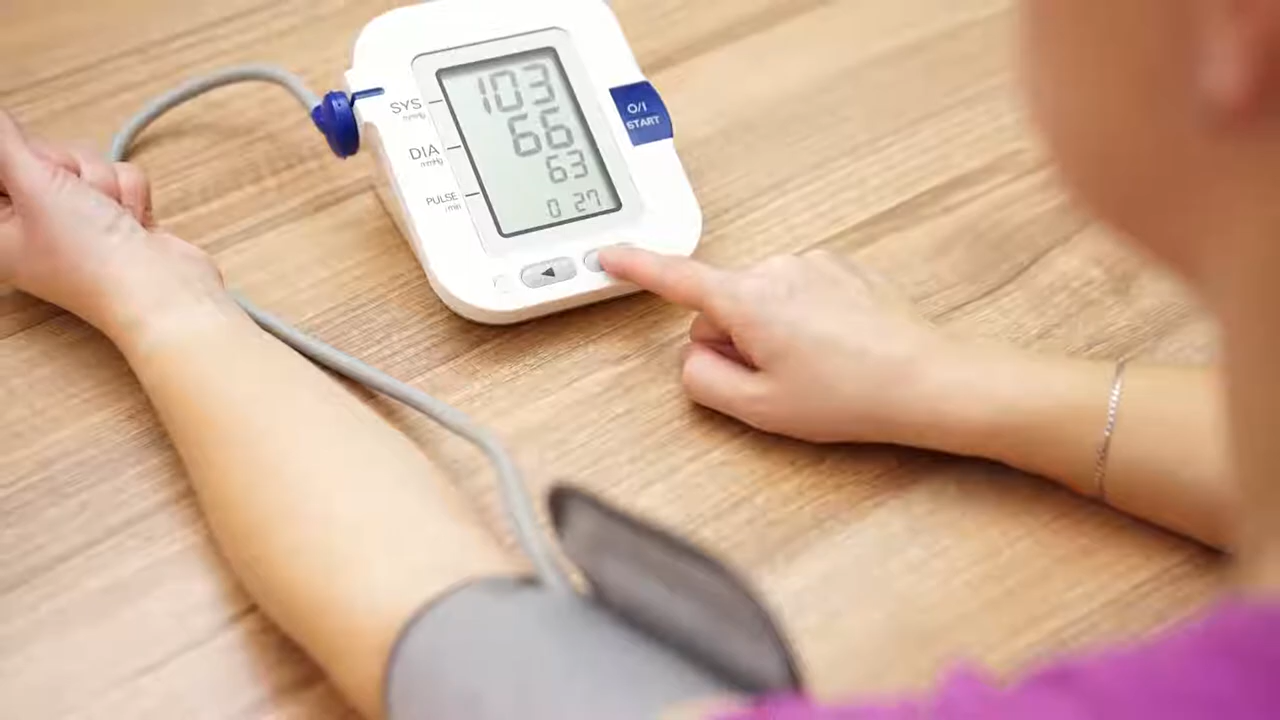 103
SYS
mmHg
66
DIA
mmHg
63
PULSE
/min
0 27
O/I
START